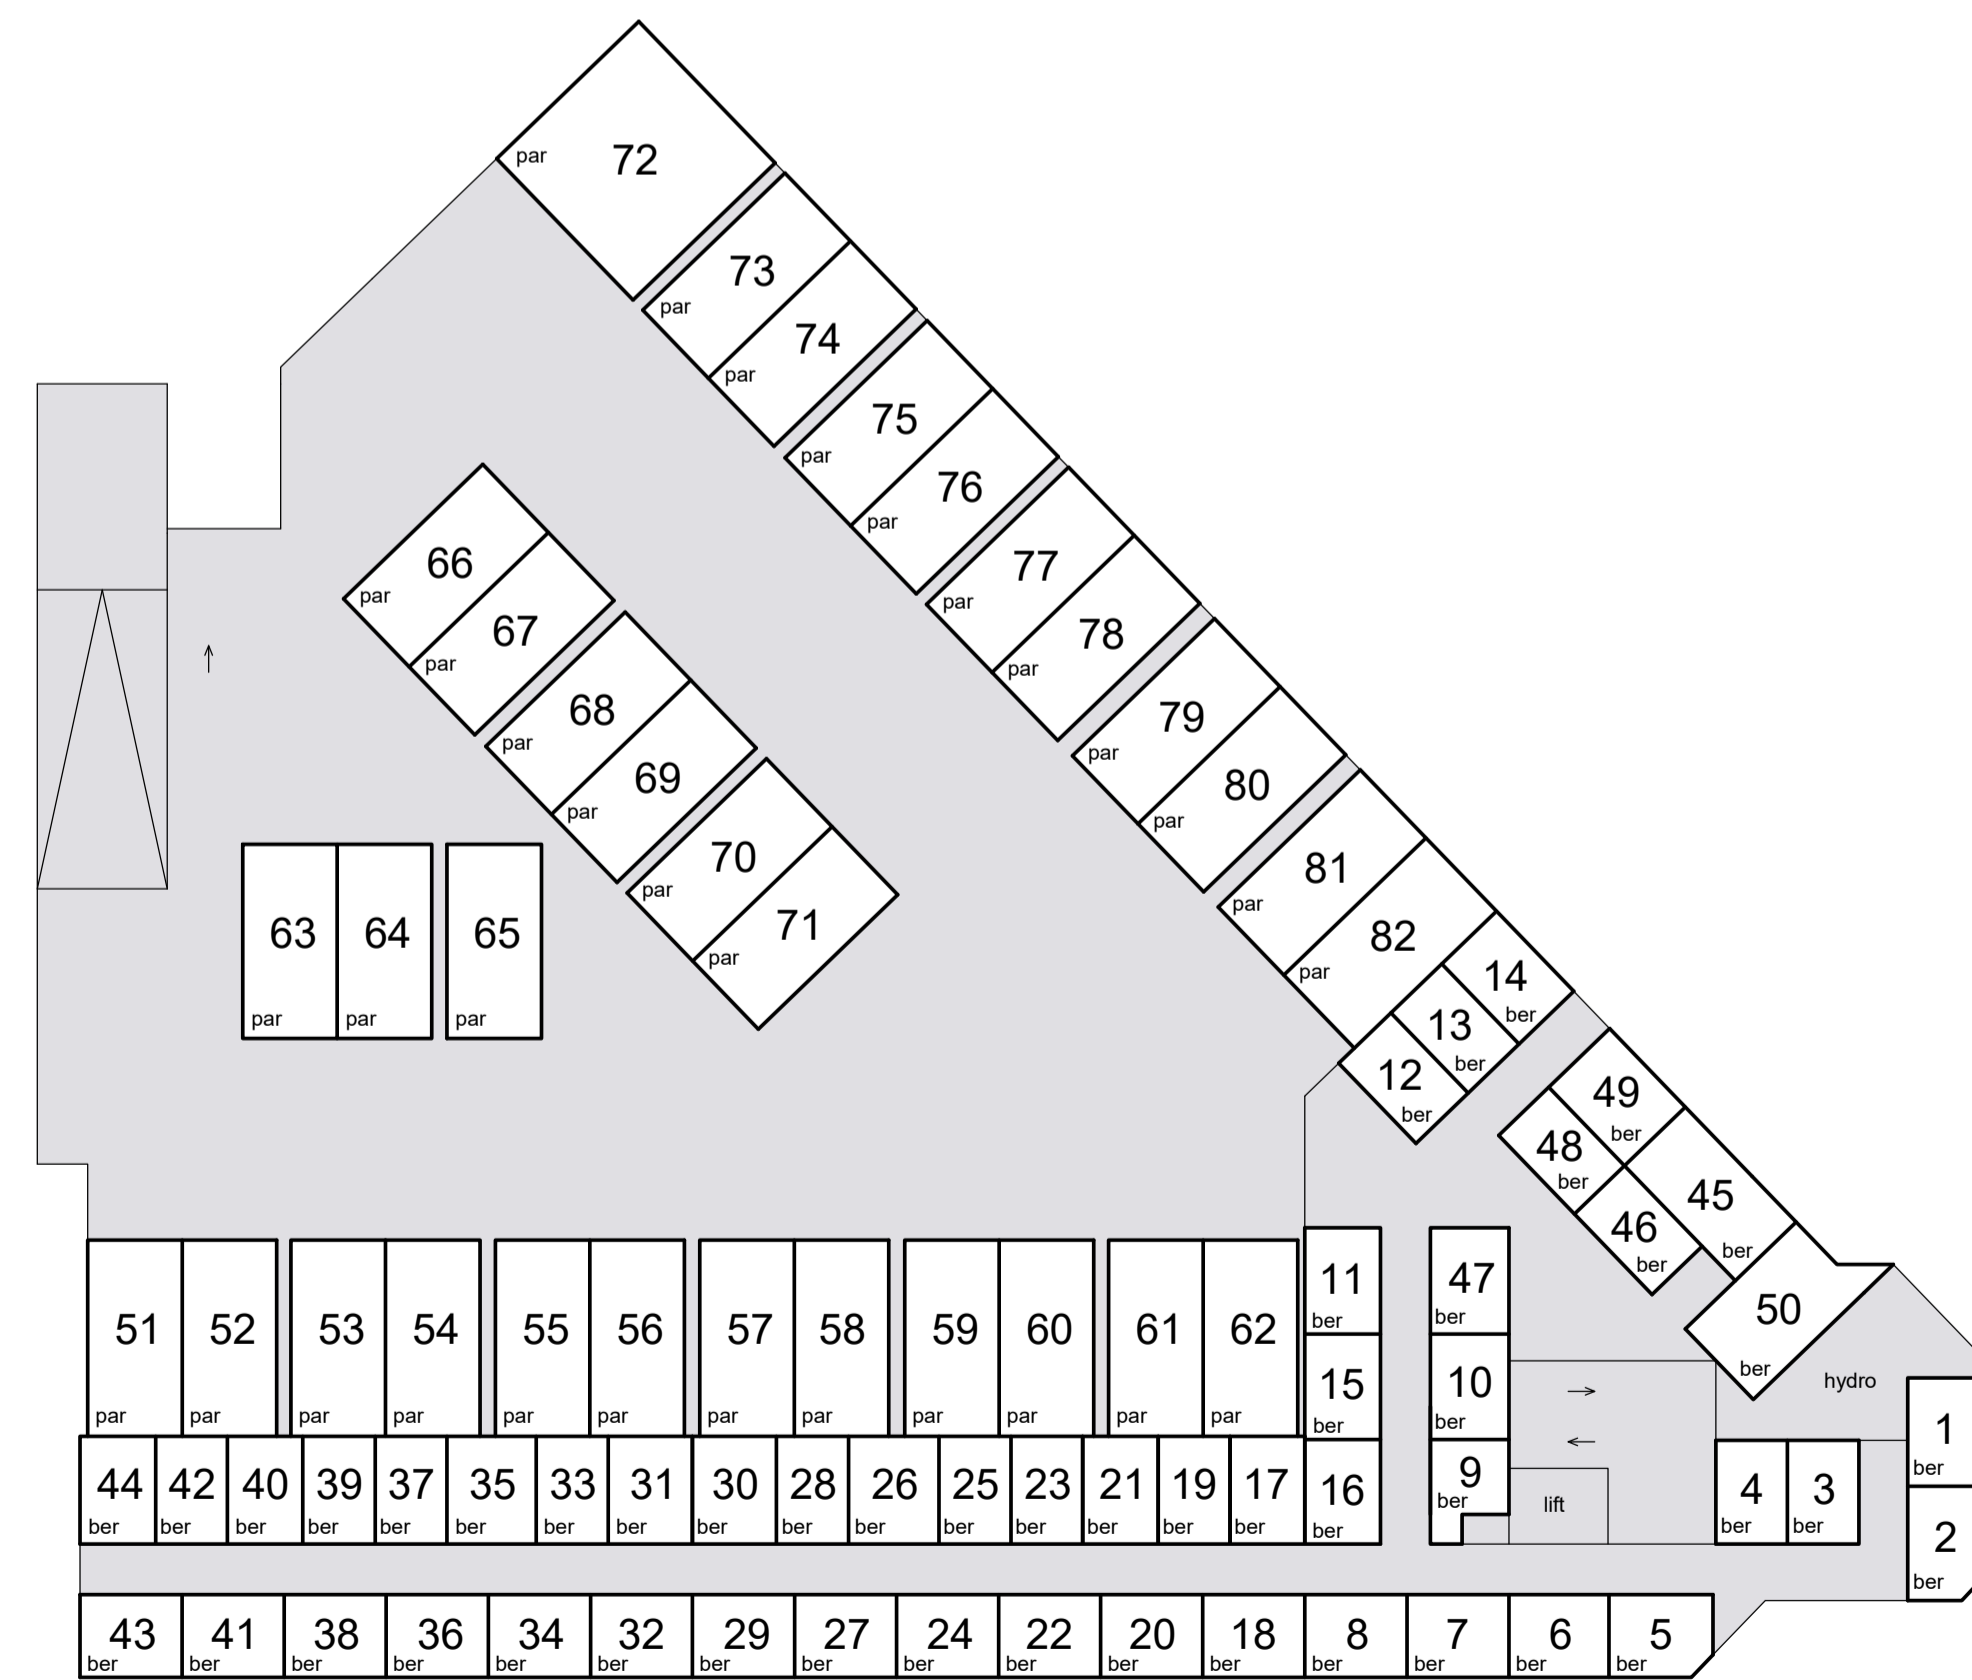 72
par
73
par
74
par
75
par
76
par
77
par
78
par
79
par
80
par
81
par
82
par
66
par
67
par
68
par
69
par
70
par
71
par
63
par
64
par
65
par
14
ber
13
ber
12
ber
49
ber
48
ber
45
ber
46
ber
50
ber
hydro
51
par
52
par
53
par
54
par
55
par
56
par
57
par
58
par
59
par
60
par
61
par
62
par
11
ber
15
ber
16
ber
47
ber
10
ber
9
ber
lift
4
ber
3
ber
1
ber
2
ber
44
ber
42
ber
40
ber
39
ber
37
ber
35
ber
33
ber
31
ber
30
ber
28
ber
26
ber
25
ber
23
ber
21
ber
19
ber
17
ber
43
ber
41
ber
38
ber
36
ber
34
ber
32
ber
29
ber
27
ber
24
ber
22
ber
20
ber
18
ber
8
ber
7
ber
6
ber
5
ber